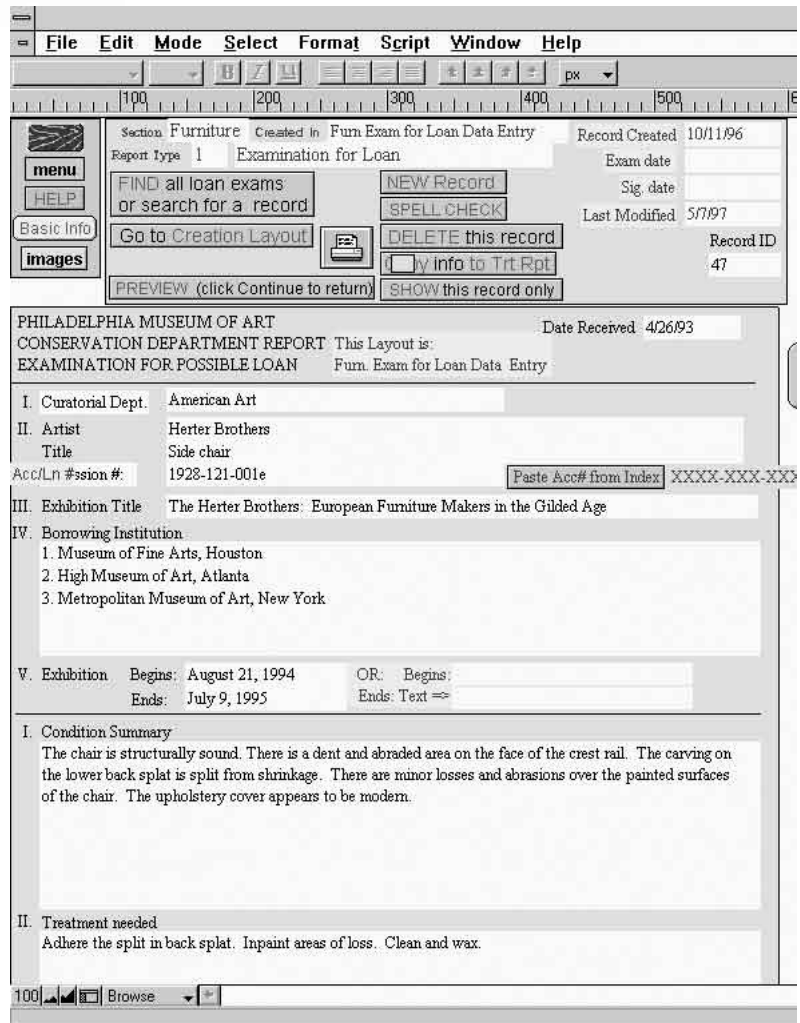 File Edit Mode Select Format Script Window Help
B I U px
100 200 300 400 500 6
Section Furniture Created In Furn Exam for Loan Data Entry Record Created 10/11/96
Report Type 1 Examination for Loan Exam date
menu FIND all loan exams NEW Record Sig. date
HELP or search for a record SPELL CHECK Last Modified 5/7/97
Basic Info Go to Creation Layout DELETE this record Record ID
images y info to Trt Rpt 47
PREVIEW (click Continue to return) SHOW this record only
PHILADELPHIA MUSEUM OF ART Date Received 4/26/93
CONSERVATION DEPARTMENT REPORT This Layout is:
EXAMINATION FOR POSSIBLE LOAN Furn. Exam for Loan Data Entry
I. Curatorial Dept. American Art
II. Artist Herter Brothers
Title Side chair
Acc/Ln #ssion #: 1928-121-001e Paste Acc# from Index XXXX-XXX-XXX
III. Exhibition Title The Herter Brothers: European Furniture Makers in the Gilded Age
IV. Borrowing Institution
1. Museum of Fine Arts, Houston
2. High Museum of Art, Atlanta
3. Metropolitan Museum of Art, New York
V. Exhibition Begins: August 21, 1994 OR: Begins:
Ends: July 9, 1995 Ends: Text =>
I. Condition Summary
The chair is structurally sound. There is a dent and abraded area on the face of the crest rail. The carving on
the lower back splat is split from shrinkage. There are minor losses and abrasions over the painted surfaces
of the chair. The upholstery cover appears to be modern.
II. Treatment needed
Adhere the split in back splat. Inpaint areas of loss. Clean and wax.
100 Browse